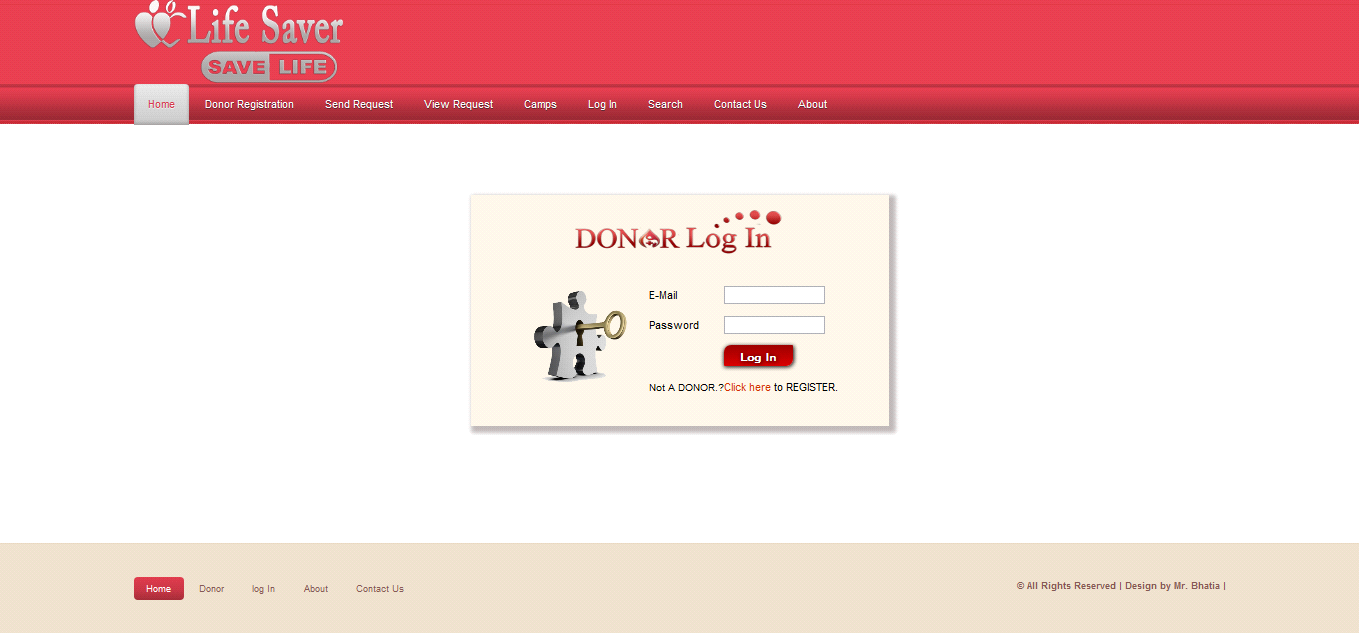 Life Saver
SAVE LIFE
Home Donor Registration Send Request View Request Camps Log In Search Contact Us About
DONOR Log In
E-Mail
Password
Log In
Not A DONOR.?Click here to REGISTER.
Home Donor log In About Contact Us
© All Rights Reserved | Design by Mr. Bhatia |